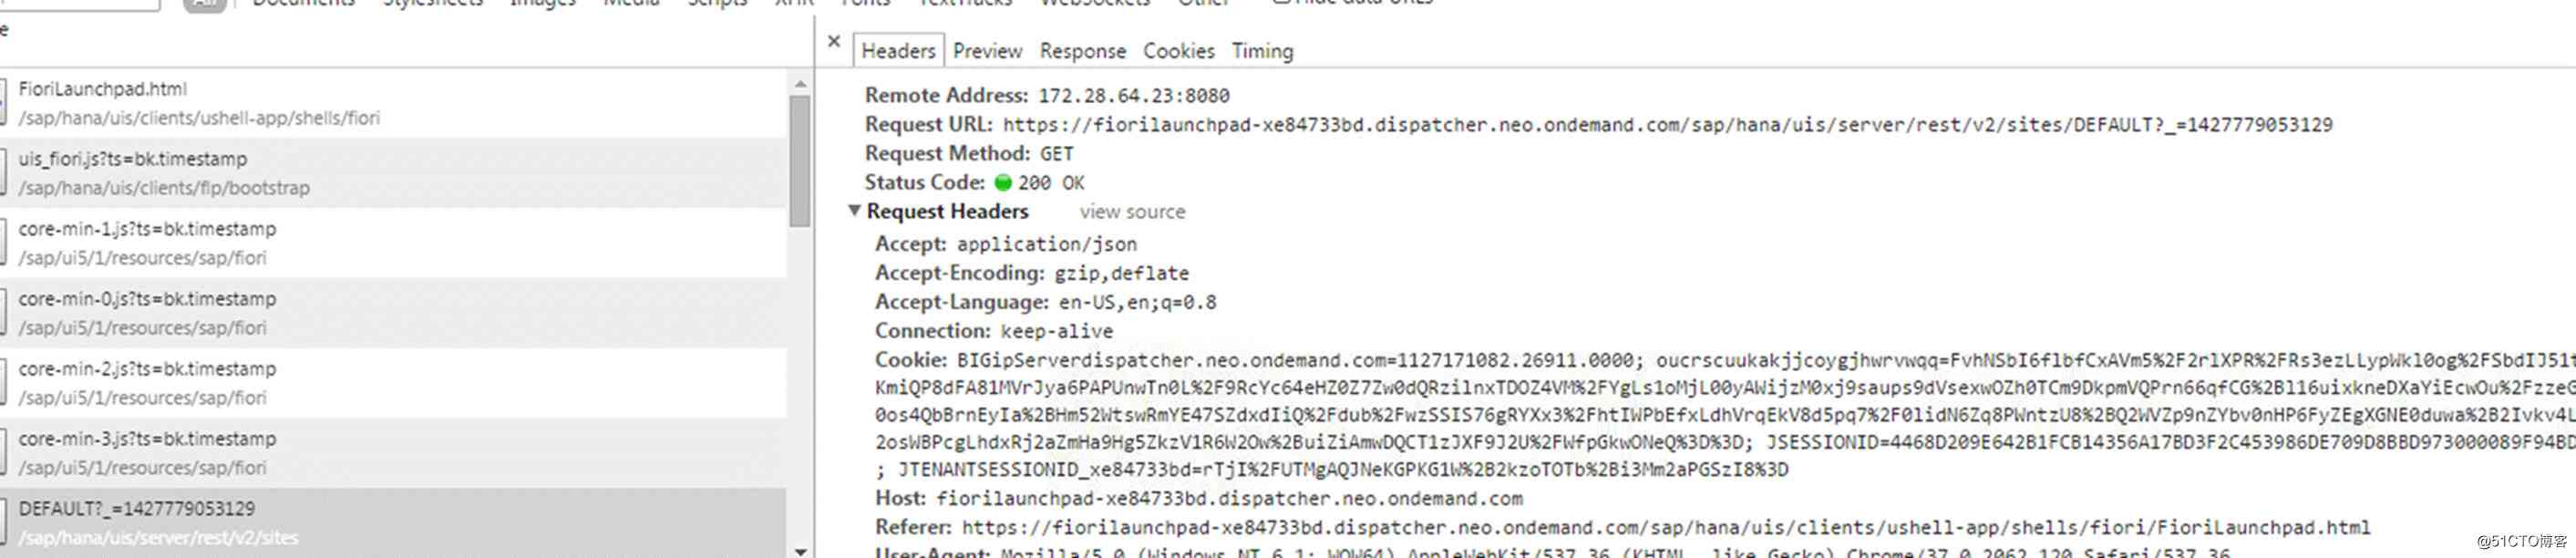 All Documents Stylesheets Images Media Scripts XHR Fonts TextTracks WebSockets Other Hide data URLs
e
× Headers Preview Response Cookies Timing
FioriLaunchpad.html
/sap/hana/uis/clients/ushell-app/shells/fiori
uis_fiori.js?ts=bk.timestamp
/sap/hana/uis/clients/flp/bootstrap
core-min-1.js?ts=bk.timestamp
/sap/ui5/1/resources/sap/fiori
core-min-0.js?ts=bk.timestamp
/sap/ui5/1/resources/sap/fiori
core-min-2.js?ts=bk.timestamp
/sap/ui5/1/resources/sap/fiori
core-min-3.js?ts=bk.timestamp
/sap/ui5/1/resources/sap/fiori
DEFAULT?_=1427779053129
/sap/hana/uis/server/rest/v2/sites
Remote Address: 172.28.64.23:8080
Request URL: https://fiorilaunchpad-xe84733bd.dispatcher.neo.ondemand.com/sap/hana/uis/server/rest/v2/sites/DEFAULT?_=1427779053129
Request Method: GET
Status Code: 200 OK
Request Headers view source
Accept: application/json
Accept-Encoding: gzip,deflate
Accept-Language: en-US,en;q=0.8
Connection: keep-alive
Cookie: BIGipServerdispatcher.neo.ondemand.com=1127171082.26911.0000; oucrscuukakjjcoygjhwrvwqq=FvhNSbI6flbfCxAVm5%2F2rlXPR%2FRs3ezLLypWkl0og%2FSbdIJ51t
KmiQP8dFA81MVrJya6PAPUnwTn0L%2F9RcYc64eHZ0Z7Zw0dQRzilnxTDOZ4VM%2FYgLs1oMjL00yAWijzM0xj9saups9dVsexwOZh0TCm9DkpmVQPrn66qfCG%2Bl16uixkneDXaYiEcwOu%2FzzeG
0os4QbBrnEyIa%2BHm52WtswRmYE47SZdxdIiQ%2Fdub%2FwzSSIS76gRYXx3%2FhtIWPbEfxLdhVrqEkV8d5pq7%2F0lidN6Zq8PWntzU8%2BQ2WVZp9nZYbv0nHP6FyZEgXGNE0duwa%2B2Ivkv4L
2osWBPcgLhdxRj2aZmHa9Hg5ZkzV1R6W2Ow%2BuiZiAmwDQCT1zJXF9J2U%2FWfpGkwONeQ%3D%3D; JSESSIONID=4468D209E642B1FCB14356A17BD3F2C453986DE709D8BBD973000089F94BD
; JTENANTSESSIONID_xe84733bd=rTjI%2FUTMgAQJNeKGPKG1W%2B2kzoTOTb%2Bi3Mm2aPGSzI8%3D
Host: fiorilaunchpad-xe84733bd.dispatcher.neo.ondemand.com
Referer: https://fiorilaunchpad-xe84733bd.dispatcher.neo.ondemand.com/sap/hana/uis/clients/ushell-app/shells/fiori/FioriLaunchpad.html
User-Agent: Mozilla/5.0 (Windows NT 6.1; WOW64) AppleWebKit/537.36 (KHTML, like Gecko) Chrome/37.0.2062.120 Safari/537.36
@51CTO博客